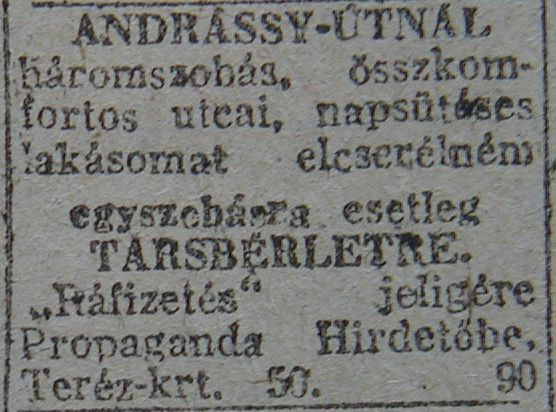 ANDRÁSSY-ÚTNÁL
háromszobás, összkom-
fortos utcai, napsütéses
lakásomat elcserélném
egyszobásra esetleg
TÁRSBÉRLETRE.
„Ráfizetés“ jeligére
Propaganda Hirdetőbe,
Teréz-krt. 50. 90